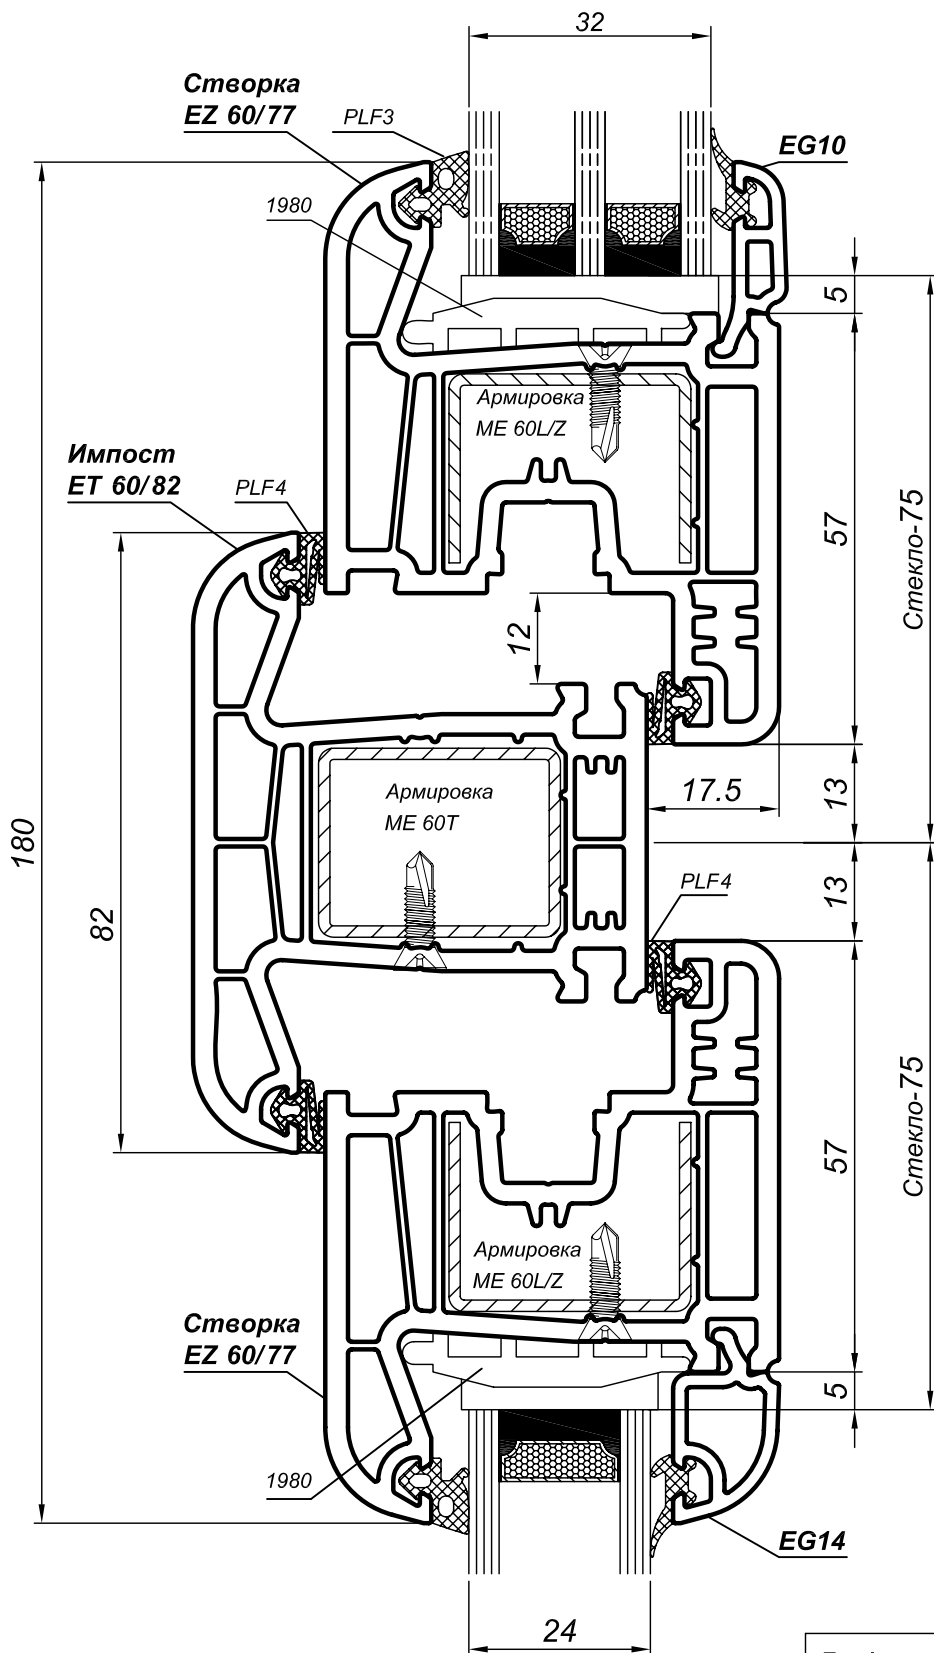 32
Створка
EZ 60/77
PLF3
EG10
1980
5
Армировка
ME 60L/Z
Импост
ET 60/82
PLF4
57
Стекло-75
12
17.5
13
Армировка
ME 60T
180
82
PLF4
13
57
Стекло-75
Армировка
ME 60L/Z
Створка
EZ 60/77
5
1980
EG14
24